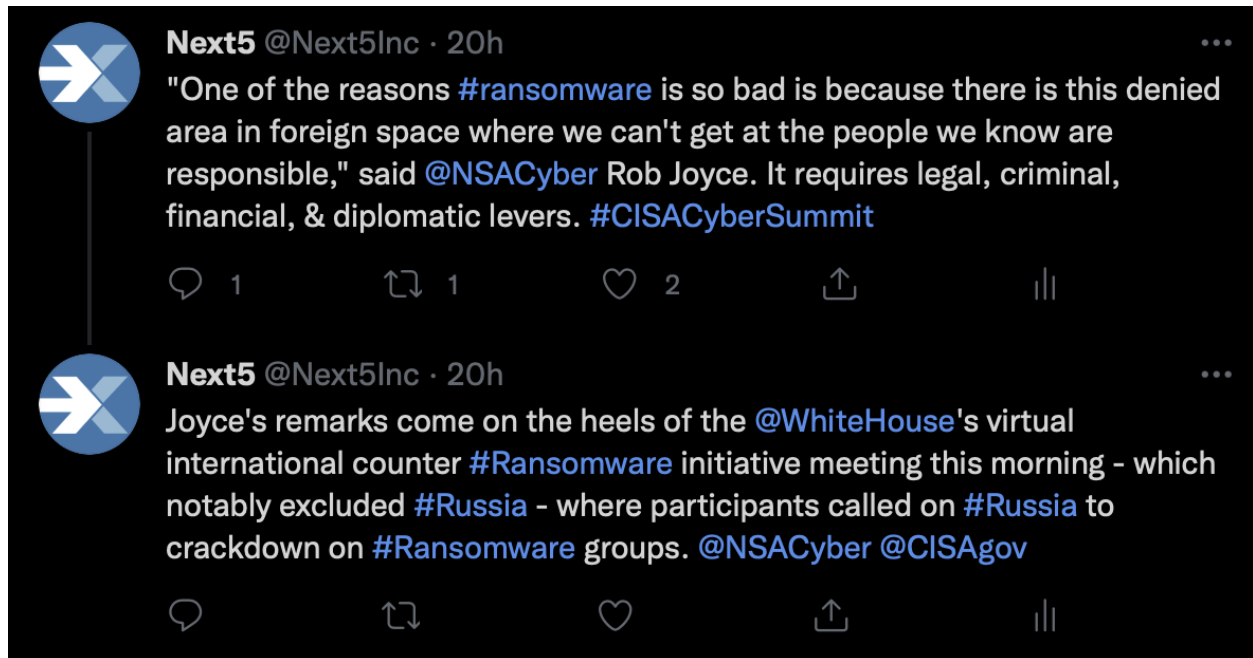 Next5 @Next5Inc · 20h
"One of the reasons #ransomware is so bad is because there is this denied
area in foreign space where we can't get at the people we know are
responsible," said @NSACyber Rob Joyce. It requires legal, criminal,
financial, & diplomatic levers. #CISACyberSummit
1 1 2
Next5 @Next5Inc · 20h
Joyce's remarks come on the heels of the @WhiteHouse's virtual
international counter #Ransomware initiative meeting this morning - which
notably excluded #Russia - where participants called on #Russia to
crackdown on #Ransomware groups. @NSACyber @CISAgov